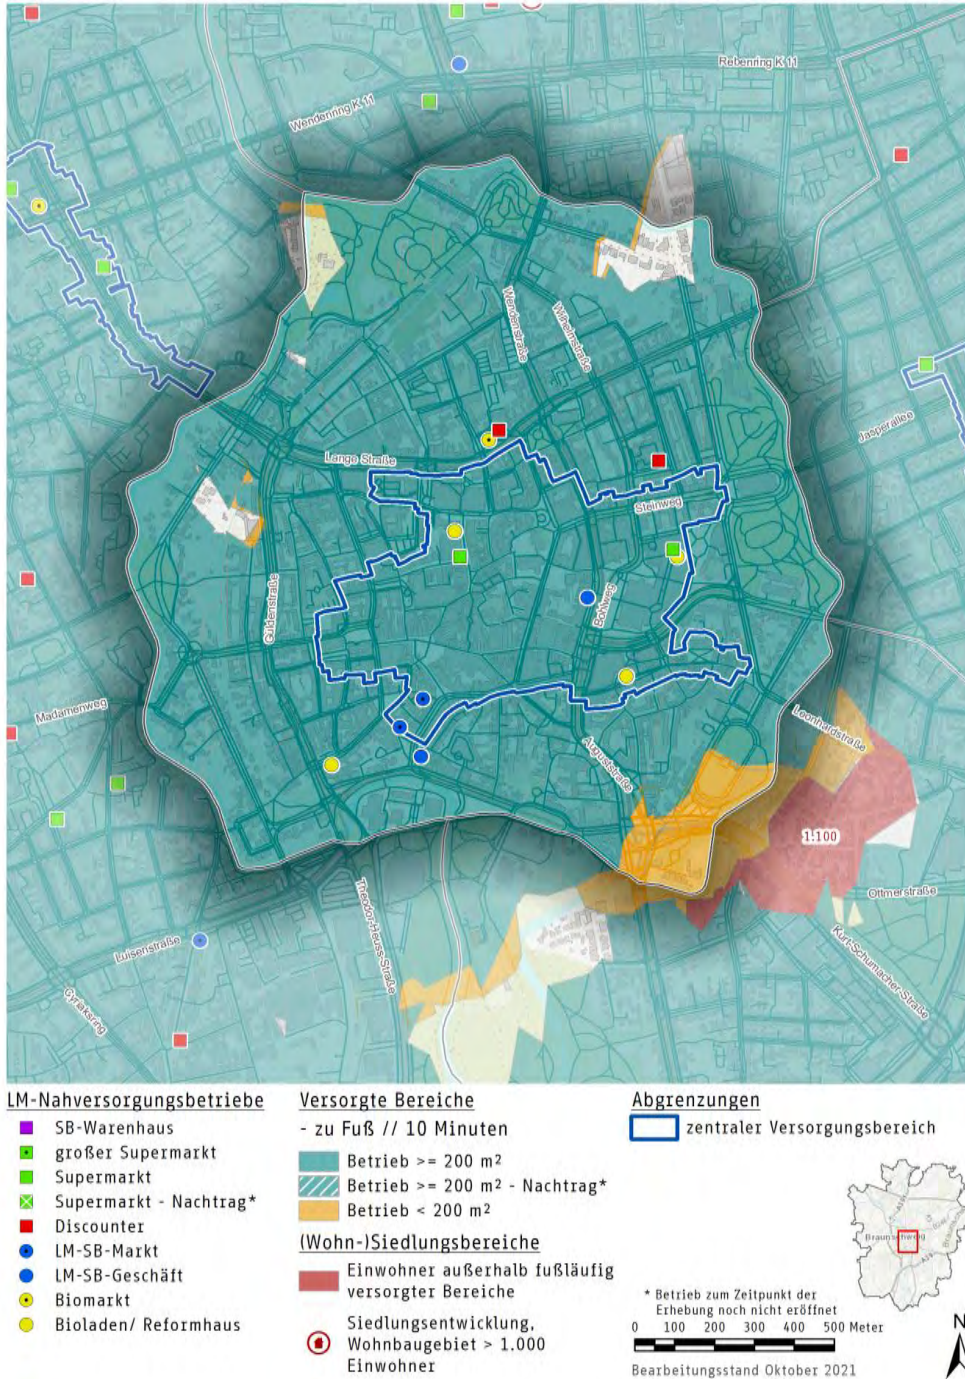 Rebenring K 11
Wendenring K 11
Wendenstraße
Wilhelmstraße
Jasperallee
Lange Straße
Steinweg
Güldenstraße
Bohlweg
Madamenweg
Leonhardstraße
Auguststraße
1.100
Ottmerstraße
Theodor-Heuss-Straße
Luisenstraße
Kurt-Schumacher-Straße
Cyriaksring
LM-Nahversorgungsbetriebe
SB-Warenhaus
großer Supermarkt
Supermarkt
Supermarkt - Nachtrag*
Discounter
LM-SB-Markt
LM-SB-Geschäft
Biomarkt
Bioladen/ Reformhaus
Versorgte Bereiche
- zu Fuß // 10 Minuten
Betrieb >= 200 m²
Betrieb >= 200 m² - Nachtrag*
Betrieb < 200 m²
(Wohn-)Siedlungsbereiche
Einwohner außerhalb fußläufig
versorgter Bereiche
Siedlungsentwicklung,
Wohnbaugebiet > 1.000
Einwohner
Abgrenzungen
zentraler Versorgungsbereich
Braunschweig
* Betrieb zum Zeitpunkt der
Erhebung noch nicht eröffnet
0 100 200 300 400 500 Meter
N
Bearbeitungsstand Oktober 2021